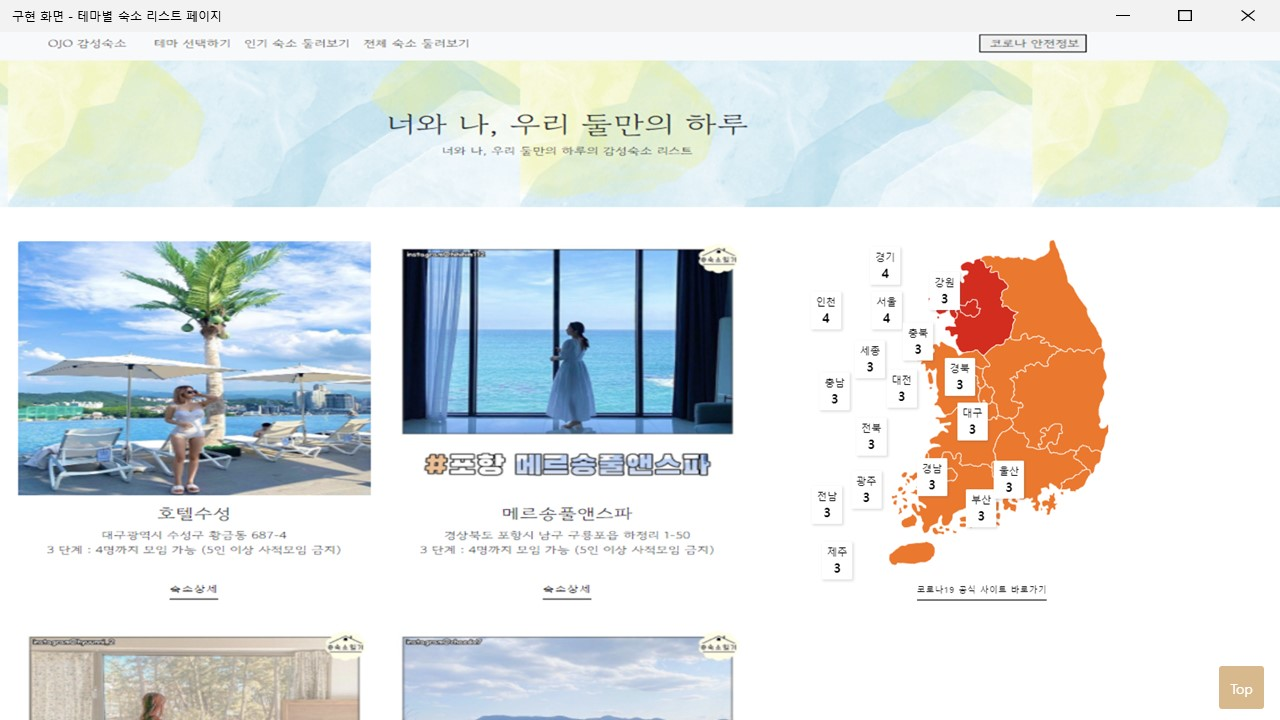 구현 화면 - 테마별 숙소 리스트 페이지
OJO 감성숙소 테마 선택하기 인기 숙소 둘러보기 전체 숙소 둘러보기 코로나 안전정보
너와 나, 우리 둘만의 하루
너와 나, 우리 둘만의 하루의 감성숙소 리스트
#포항 메르송풀앤스파
호텔수성
대구광역시 수성구 황금동 687-4
3 단계 : 4명까지 모임 가능 (5인 이상 사적모임 금지)
숙소상세
메르송풀앤스파
경상북도 포항시 남구 구룡포읍 하정리 1-50
3 단계 : 4명까지 모임 가능 (5인 이상 사적모임 금지)
숙소상세
경기
4
강원
3
인천
4
서울
4
충북
3
세종
3
경북
3
충남
3
대전
3
대구
3
전북
3
경남
3
울산
3
광주
3
전남
3
부산
3
제주
3
코로나19 공식 사이트 바로가기
Top